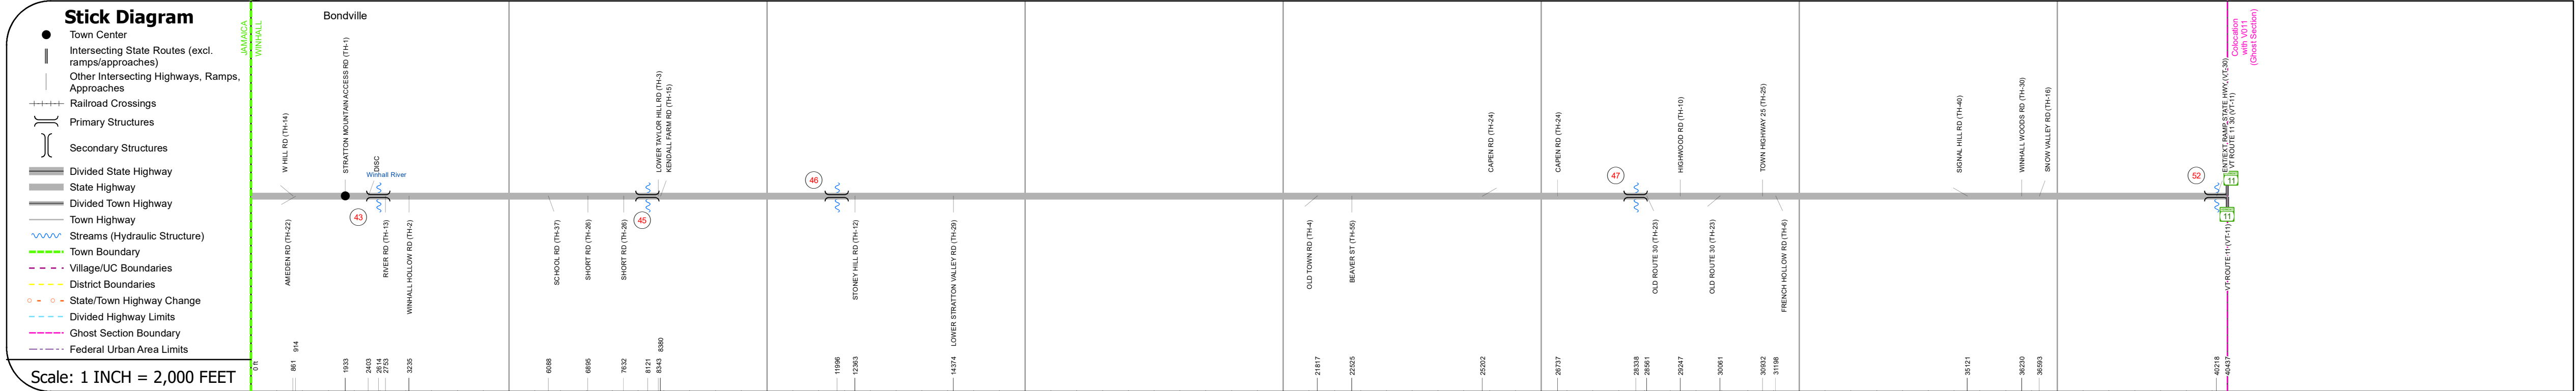 Stick Diagram
Town Center
Intersecting State Routes (excl.
ramps/approaches)
Other Intersecting Highways, Ramps,
Approaches
Railroad Crossings
Primary Structures
Secondary Structures
Divided State Highway
State Highway
Divided Town Highway
Town Highway
Streams (Hydraulic Structure)
Town Boundary
Village/UC Boundaries
District Boundaries
State/Town Highway Change
Divided Highway Limits
Ghost Section Boundary
Federal Urban Area Limits
Scale: 1 INCH = 2,000 FEET
JAMAICA
WINHALL
Bondville
W HILL RD (TH-14)
STRATTON MOUNTAIN ACCESS RD (TH-1)
DISC
Winhall River
LOWER TAYLOR HILL RD (TH-3)
KENDALL FARM RD (TH-15)
46
CAPEN RD (TH-24)
CAPEN RD (TH-24)
47
HIGHWOOD RD (TH-10)
TOWN HIGHWAY 25 (TH-25)
SIGNAL HILL RD (TH-40)
WINHALL WOODS RD (TH-30)
SNOW VALLEY RD (TH-16)
52
ENT/EXT RAMP STATE HWY, (VT-30)
VT ROUTE 11 30 (VT-11)
Colocation
with V011
(Ghost Section)
11
11
AMEDEN RD (TH-22)
43
RIVER RD (TH-13)
WINHALL HOLLOW RD (TH-2)
SCHOOL RD (TH-37)
SHORT RD (TH-26)
SHORT RD (TH-26)
45
STONEY HILL RD (TH-12)
LOWER STRATTON VALLEY RD (TH-29)
OLD TOWN RD (TH-4)
BEAVER ST (TH-55)
OLD ROUTE 30 (TH-23)
OLD ROUTE 30 (TH-23)
FRENCH HOLLOW RD (TH-6)
VT ROUTE 11 (VT-11)
0 ft
861
914
1933
2403
2614
2753
3235
6088
6895
7632
8121
8343
8380
11996
12363
14374
21817
22525
25202
26737
28338
28561
29247
30061
30932
31198
35121
36230
36593
40218
40437